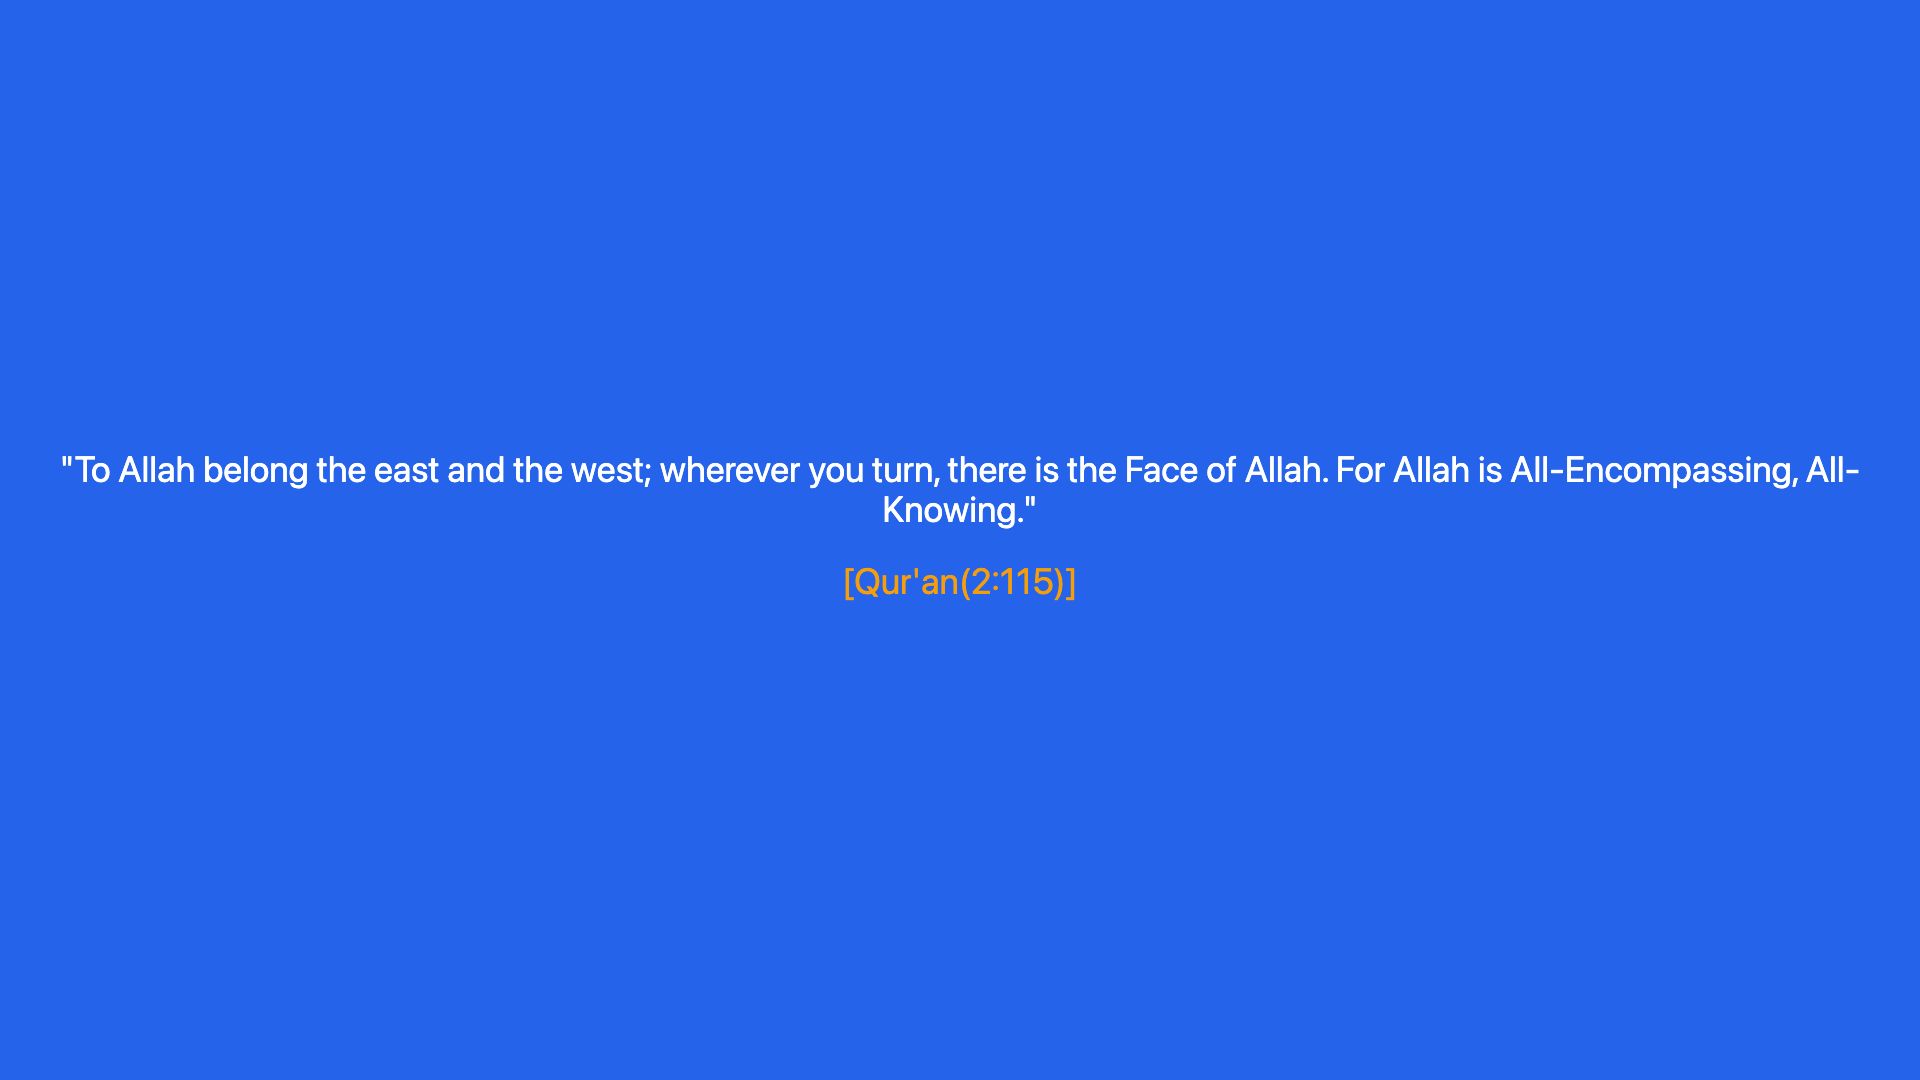 "To Allah belong the east and the west; wherever you turn, there is the Face of Allah. For Allah is All-Encompassing, All-
Knowing."
[Qur'an(2:115)]